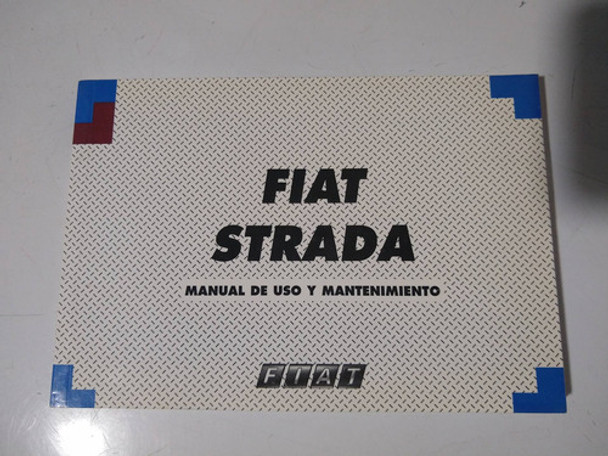 FIAT
STRADA
MANUAL DE USO Y MANTENIMIENTO
FIAT